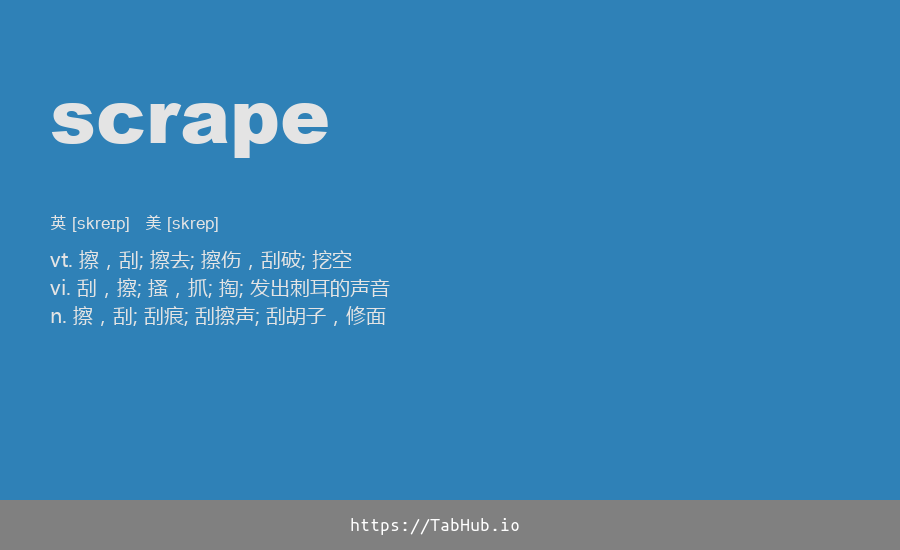 scrape
英 [skreɪp] 美 [skrep]
vt. 擦，刮; 擦去; 擦伤，刮破; 挖空
vi. 刮，擦; 搔，抓; 掏; 发出刺耳的声音
n. 擦，刮; 刮痕; 刮擦声; 刮胡子，修面
https://TabHub.io